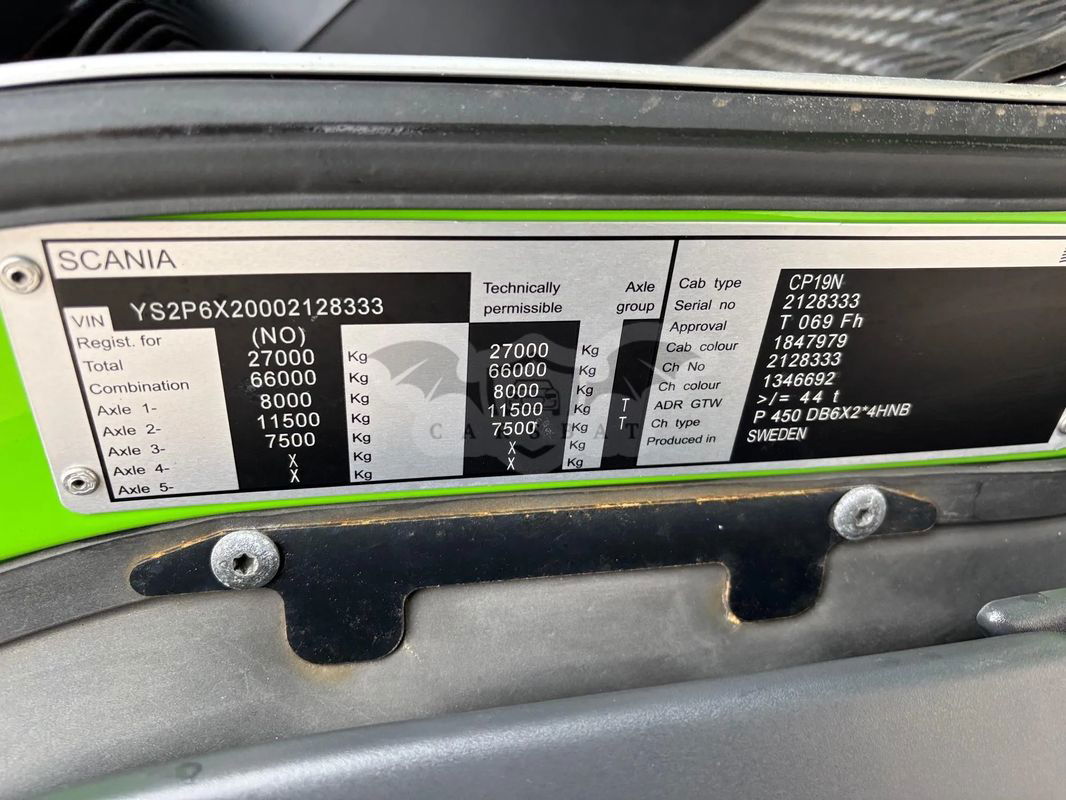 SCANIA
VIN YS2P6X20002128333
Regist. for (NO)
Total 27000 Kg
Combination 66000 Kg
Axle 1- 8000 Kg
Axle 2- 11500 Kg
Axle 3- 7500 Kg
Axle 4- X Kg
Axle 5- X Kg
Technically permissible
Axle group
27000 Kg
66000 Kg
8000 Kg
11500 Kg T
7500 Kg T
X Kg
X Kg
Cab type CP19N
Serial no 2128333
Approval T 069 Fh
Cab colour 1847979
Ch No 2128333
Ch colour 1346692
ADR GTW >/= 44 t
Ch type P 450 DB6X2*4HNB
Produced in SWEDEN
CARSBAT